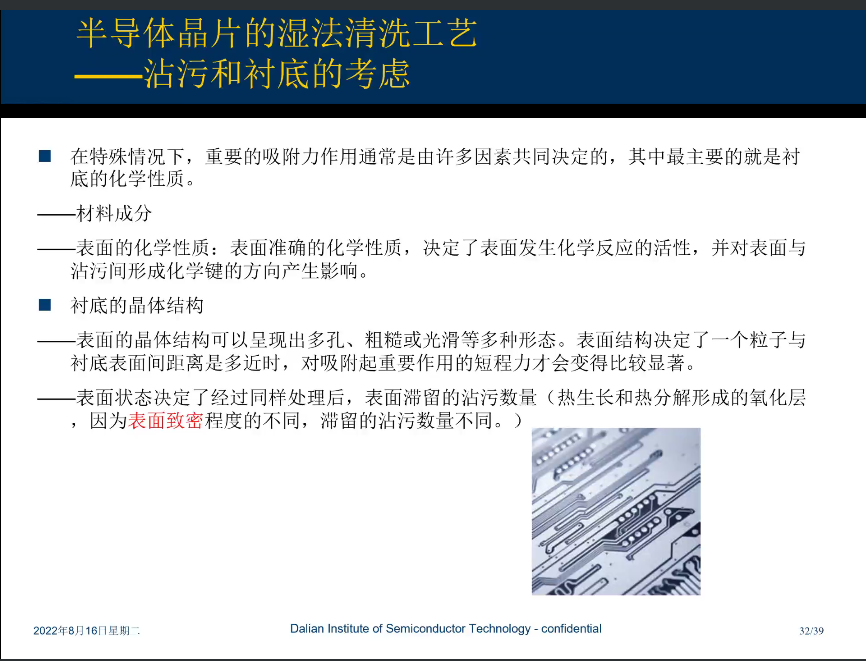 半导体晶片的湿法清洗工艺
——沾污和衬底的考虑
在特殊情况下，重要的吸附力作用通常是由许多因素共同决定的，其中最主要的就是衬
底的化学性质。
——材料成分
——表面的化学性质：表面准确的化学性质，决定了表面发生化学反应的活性，并对表面与
沾污间形成化学键的方向产生影响。
衬底的晶体结构
——表面的晶体结构可以呈现出多孔、粗糙或光滑等多种形态。表面结构决定了一个粒子与
衬底表面间距离是多近时，对吸附起重要作用的短程力才会变得比较显著。
——表面状态决定了经过同样处理后，表面滞留的沾污数量（热生长和热分解形成的氧化层
，因为表面致密程度的不同，滞留的沾污数量不同。）
2022年8月16日星期二
Dalian Institute of Semiconductor Technology - confidential
32/39